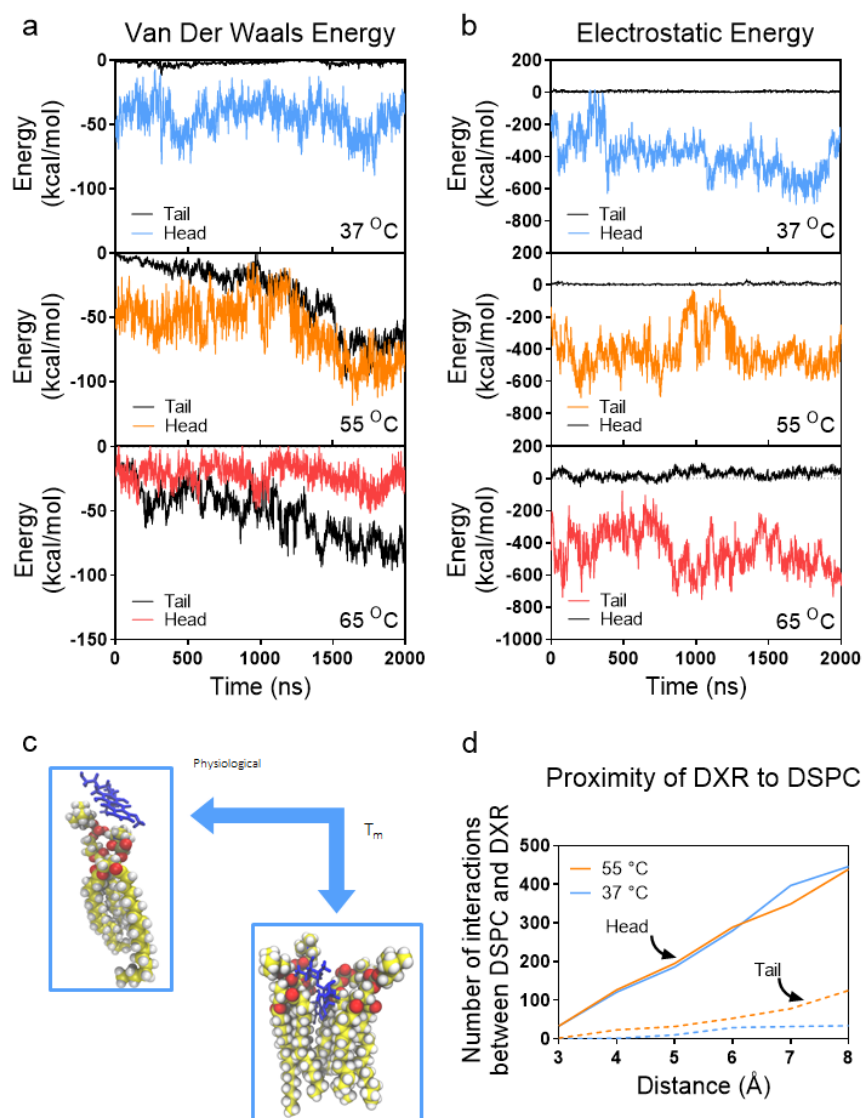 a
Van Der Waals Energy
0
-50
-100
Energy
(kcal/mol)
Tail
Head
37 °C
0
-50
-100
Energy
(kcal/mol)
Tail
Head
55 °C
0
-50
-100
-150
Energy
(kcal/mol)
Tail
Head
65 °C
0 500 1000 1500 2000
Time (ns)
b
Electrostatic Energy
200
0
-200
-400
-600
-800
Energy
(kcal/mol)
Tail
Head
37 °C
200
0
-200
-400
-600
-800
Energy
(kcal/mol)
Tail
Head
55 °C
200
0
-200
-400
-600
-800
-1000
Energy
(kcal/mol)
Tail
Head
65 °C
0 500 1000 1500 2000
Time (ns)
c
Physiological
Tm
d
Proximity of DXR to DSPC
Number of interactions
between DSPC and DXR
500
400
300
200
100
0
55 °C
37 °C
Head
Tail
3 4 5 6 7 8
Distance (Å)